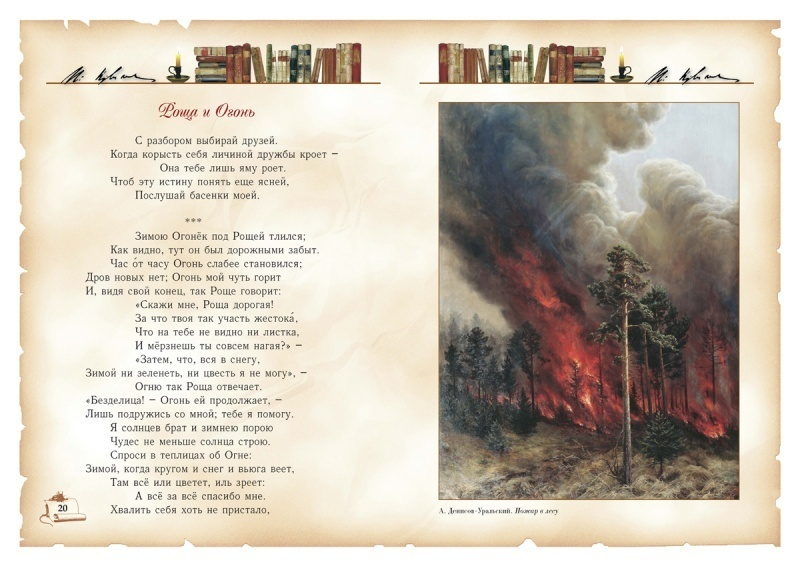 Роща и Огонь
С разбором выбирай друзей.
Когда корысть себя личиной дружбы кроет –
Она тебе лишь яму роет.
Чтоб эту истину понять еще ясней,
Послушай басенки моей.
***
Зимою Огонёк под Рощей тлился;
Как видно, тут он был дорожными забыт.
Час о́т часу Огонь слабее становился;
Дров новых нет; Огонь мой чуть горит
И, видя свой конец, так Роще говорит:
«Скажи мне, Роща дорогая!
За что твоя так участь жестока́,
Что на тебе не видно ни листка,
И мёрзнешь ты совсем нагая?» –
«Затем, что, вся в снегу,
Зимой ни зеленеть, ни цвесть я не могу», –
Огню так Роща отвечает.
«Безделица! – Огонь ей продолжает, –
Лишь подружись со мной; тебе я помогу.
Я солнцев брат и зимнею порою
Чудес не меньше солнца строю.
Спроси в теплицах об Огне:
Зимой, когда кругом и снег и вьюга веет,
Там всё или цветет, иль зреет:
А всё за всё спасибо мне.
Хвалить себя хоть не пристало,
20
А. Денисов-Уральский. Пожар в лесу